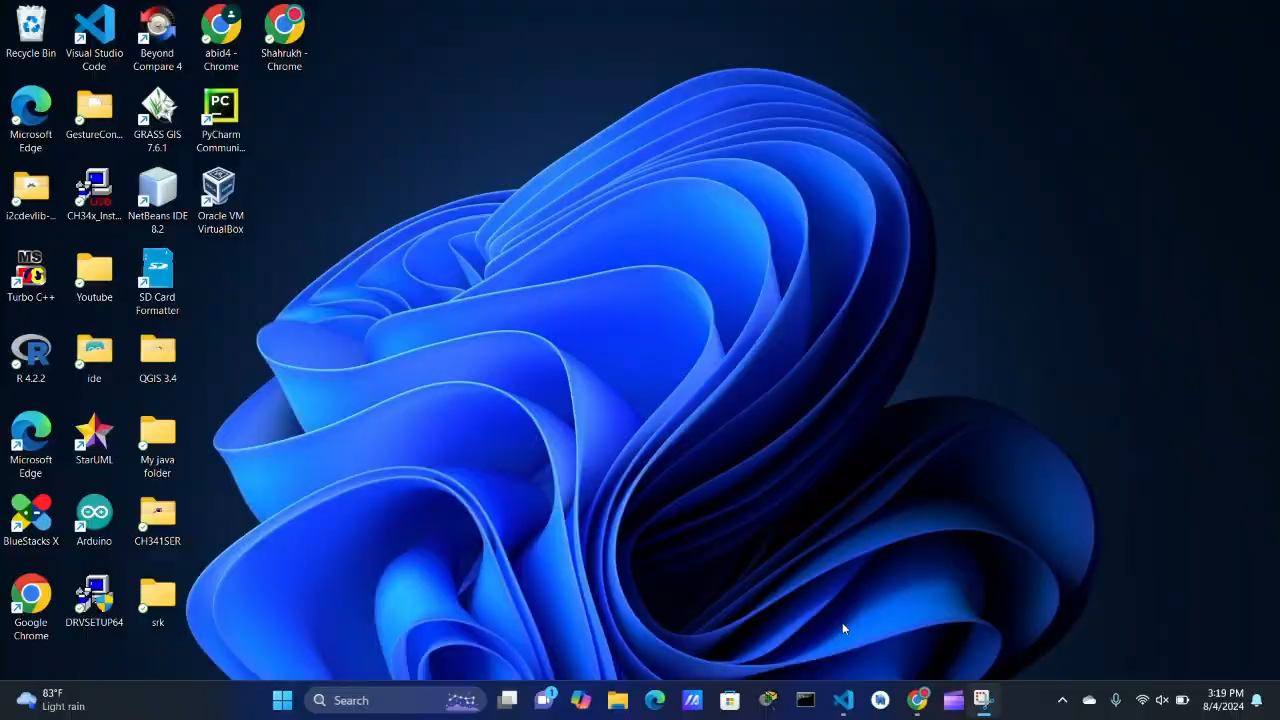 Recycle Bin
Visual Studio
Code
Beyond
Compare 4
abid4 -
Chrome
Shahrukh -
Chrome
Microsoft
Edge
GestureCon...
GRASS GIS
7.6.1
PC
PyCharm
Communi...
i2cdevlib-...
CH34x_Inst...
NetBeans IDE
8.2
Oracle VM
VirtualBox
MS
Turbo C++
Youtube
SD Card
Formatter
R 4.2.2
ide
QGIS 3.4
Microsoft
Edge
StarUML
My java
folder
BlueStacks X
Arduino
CH341SER
Google
Chrome
DRVSETUP64
srk
83°F
Light rain
Search
1
3:19 PM
8/4/2024